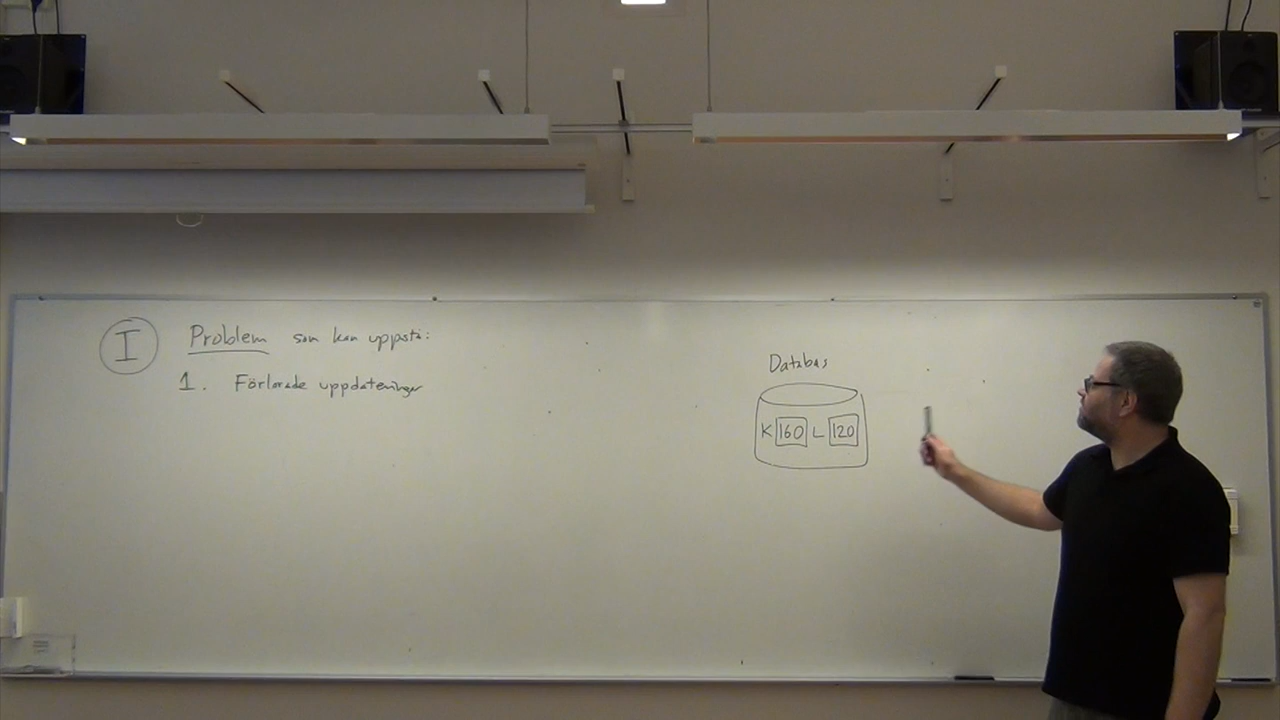 I Problem som kan uppstå:
1. Förlorade uppdateringar
Databas
K 160 L 120